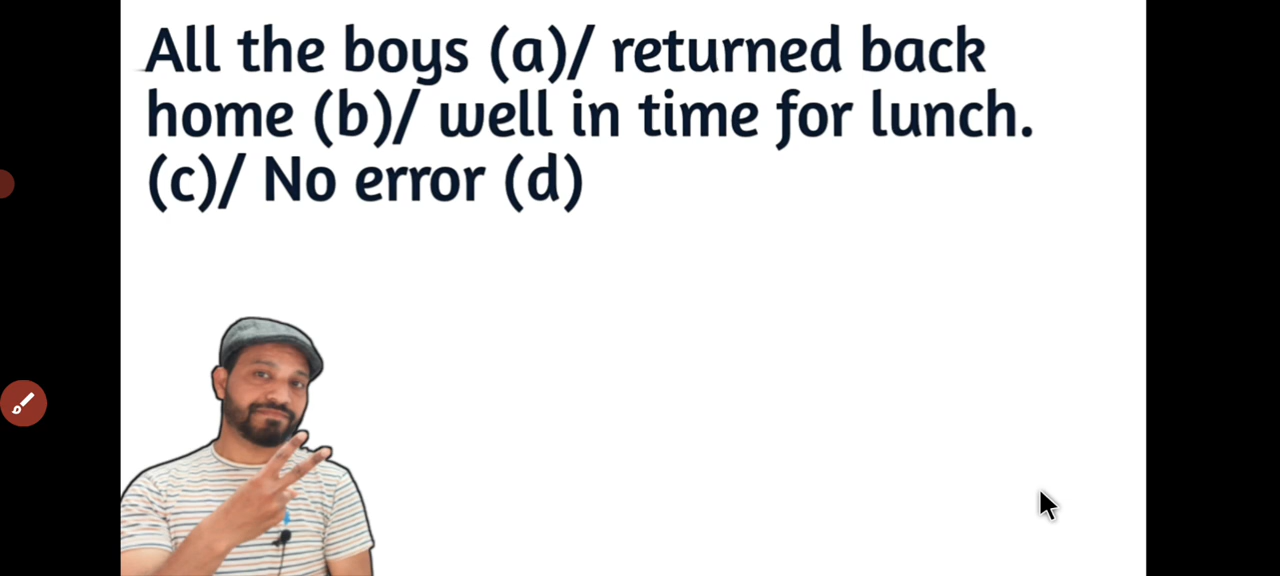 All the boys (a)/ returned back
home (b)/ well in time for lunch.
(c)/ No error (d)